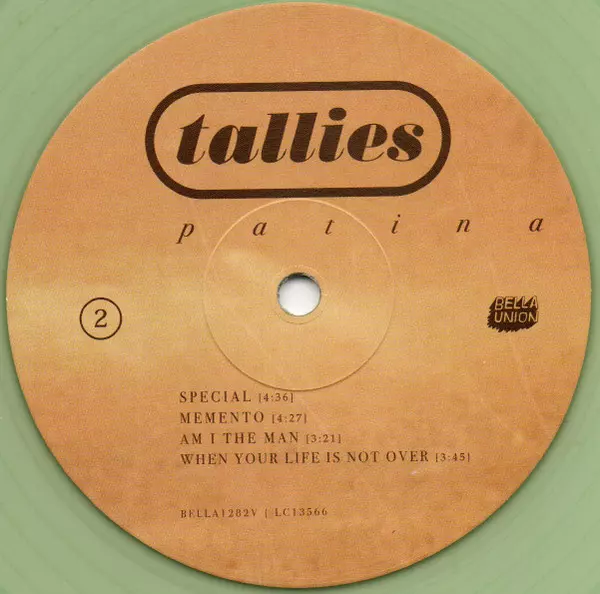 tallies
patina
2
BELLA
UNION
SPECIAL [4:36]
MEMENTO [4:27]
AM I THE MAN [3:21]
WHEN YOUR LIFE IS NOT OVER [3:45]
BELLA1282V | LC13566